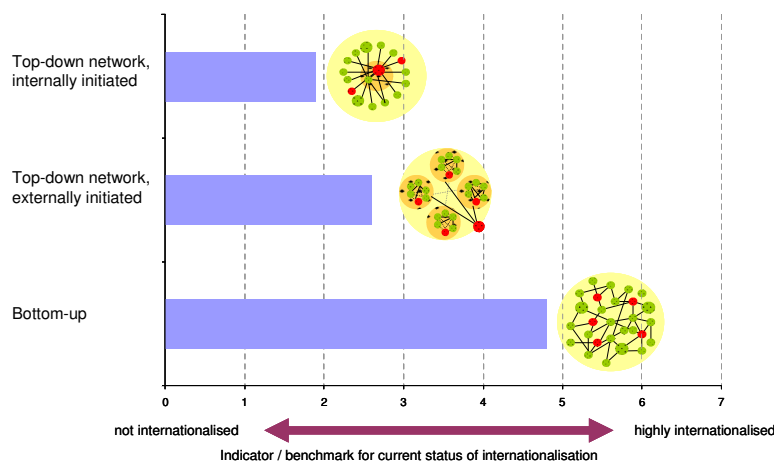 Top-down network,
internally initiated
Top-down network,
externally initiated
Bottom-up
0 1 2 3 4 5 6 7
not internationalised highly internationalised
Indicator / benchmark for current status of internationalisation